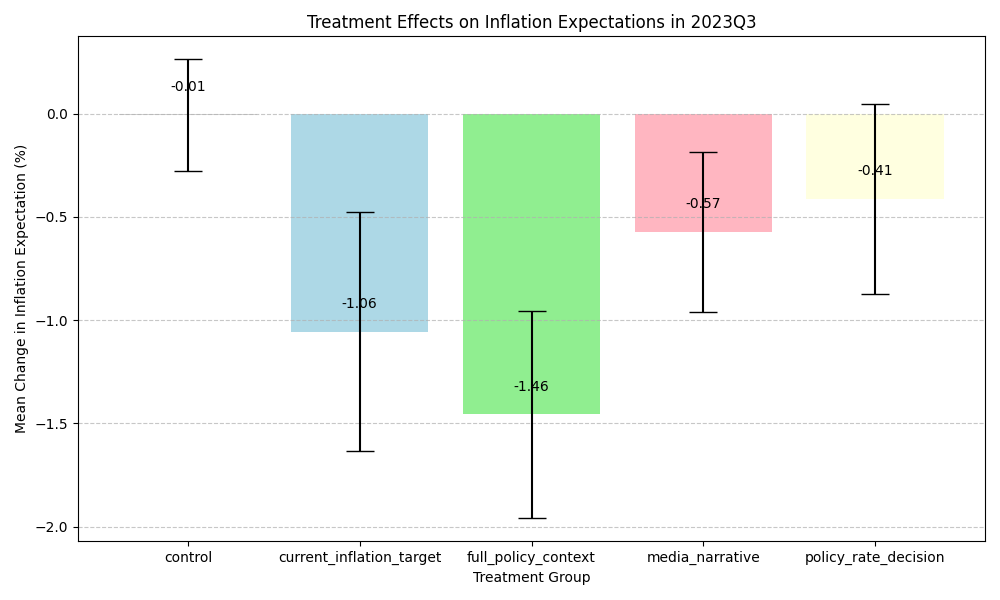 Treatment Effects on Inflation Expectations in 2023Q3
Mean Change in Inflation Expectation (%)
0.0
−0.5
−1.0
−1.5
−2.0
-0.01
-1.06
-1.46
-0.57
-0.41
control
current_inflation_target
full_policy_context
media_narrative
policy_rate_decision
Treatment Group